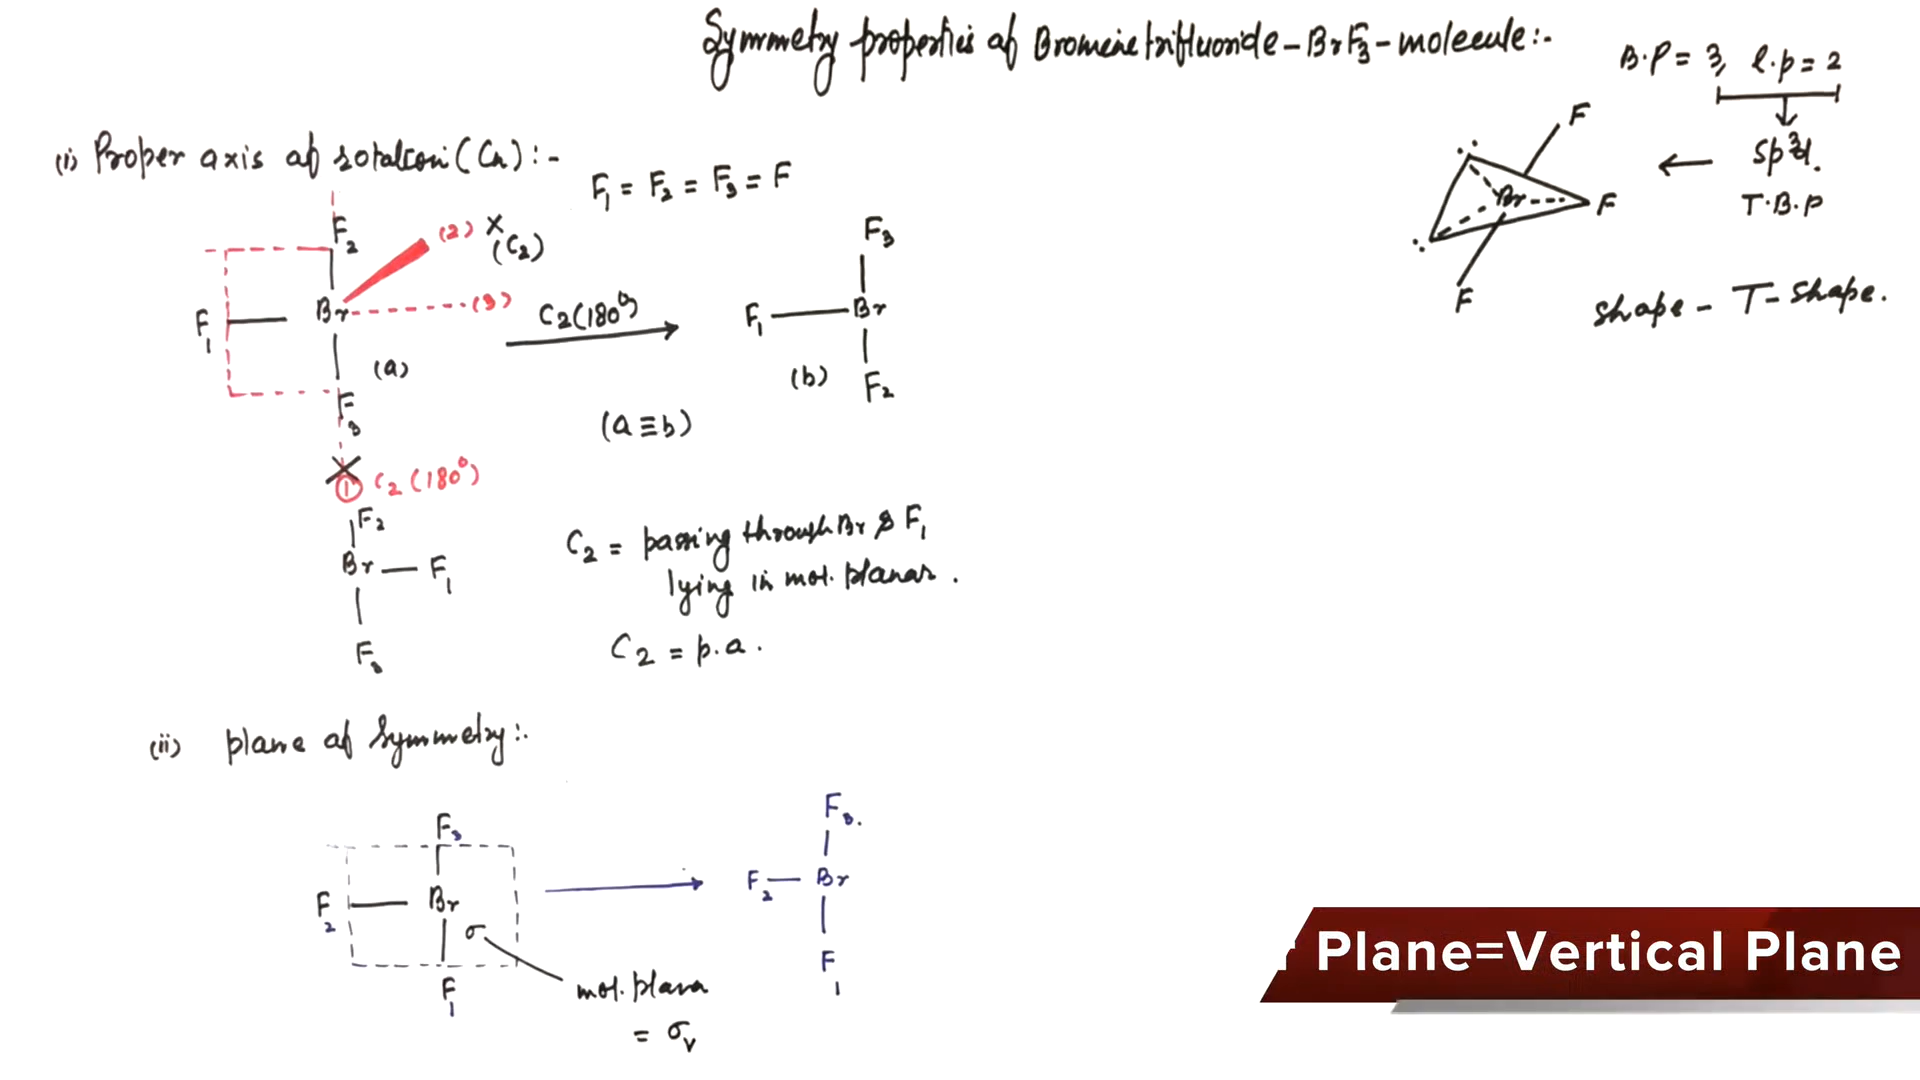 Symmetry properties of Bromine trifluoride - BrF3 - molecule :-
B.P = 3, l.p = 2
sp3d.
T.B.P
F
Br
F
F
shape - T-shape.
(i) Proper axis of rotation (Cn) :-
F1 = F2 = F3 = F
F2
(2) X
(C2)
F1 Br (3)
(a)
F3
C2(180°)
F3
F1 Br
(b) F2
(a ≡ b)
X
① C2 (180°)
F2
Br F1
F3
C2 = passing through Br & F1
lying in mol. planar.
C2 = p.a.
(ii) plane of symmetry :-
F3
F2 Br
σ
F1
mol. plane
= σv
F3.
F2 Br
F1
r Plane=Vertical Plane